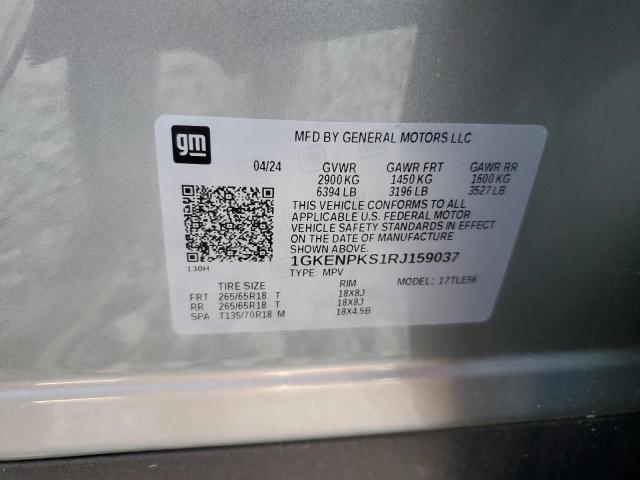 gm
MFD BY GENERAL MOTORS LLC
04/24 GVWR GAWR FRT GAWR RR
2900 KG 1450 KG 1600 KG
6394 LB 3196 LB 3527 LB
THIS VEHICLE CONFORMS TO ALL
APPLICABLE U.S. FEDERAL MOTOR
VEHICLE SAFETY STANDARDS IN EFFECT
ON THE DATE OF MANUFACTURE
SHOWN ABOVE.
1GKENPKS1RJ159037
130H
TYPE: MPV MODEL: 17TLE56
TIRE SIZE RIM
FRT 265/65R18 T 18X8J
RR 265/65R18 T 18X8J
SPA T135/70R18 M 18X4.5B